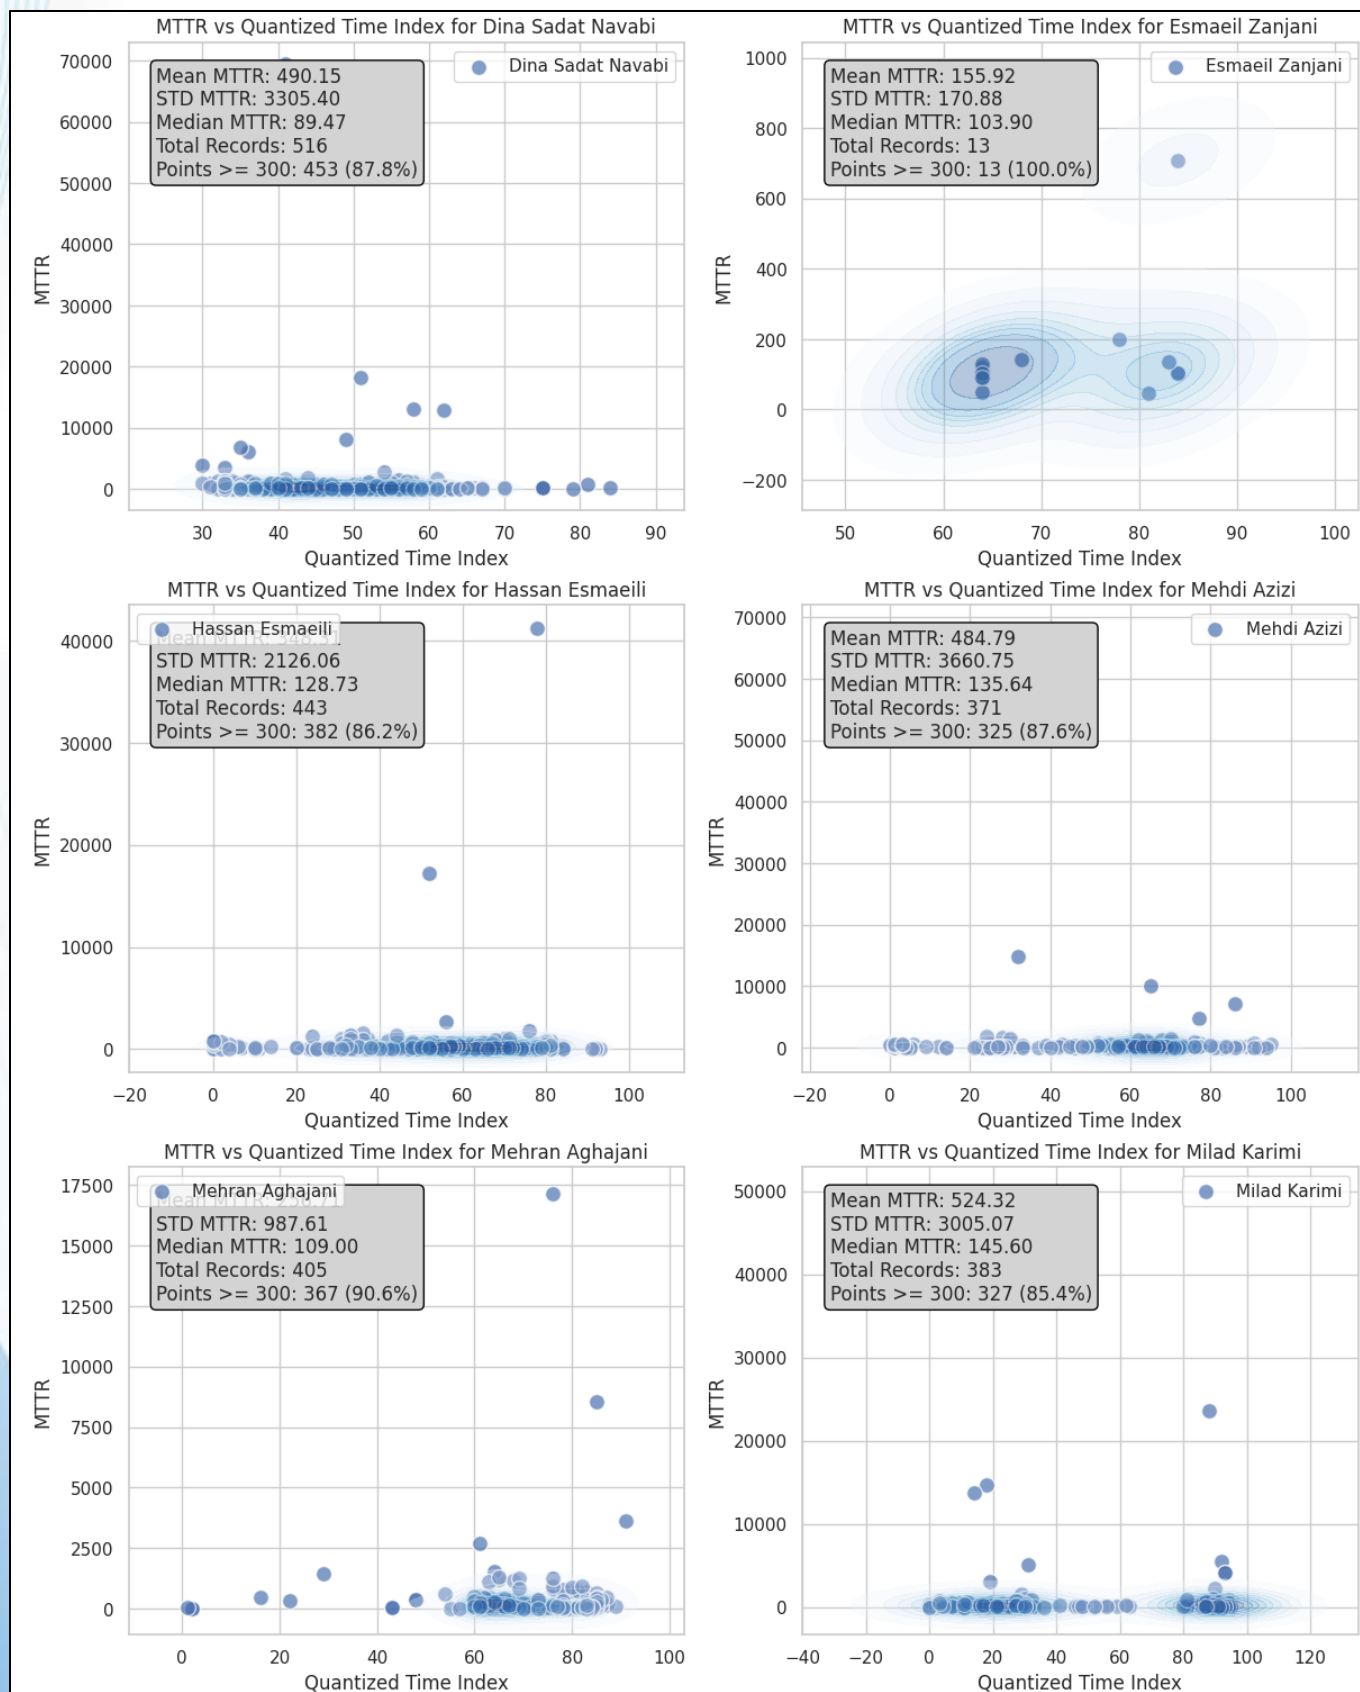 MTTR vs Quantized Time Index for Dina Sadat Navabi
Dina Sadat Navabi
Mean MTTR: 490.15
STD MTTR: 3305.40
Median MTTR: 89.47
Total Records: 516
Points >= 300: 453 (87.8%)
MTTR
70000
60000
50000
40000
30000
20000
10000
0
30 40 50 60 70 80 90
Quantized Time Index
MTTR vs Quantized Time Index for Esmaeil Zanjani
Esmaeil Zanjani
Mean MTTR: 155.92
STD MTTR: 170.88
Median MTTR: 103.90
Total Records: 13
Points >= 300: 13 (100.0%)
MTTR
1000
800
600
400
200
0
−200
50 60 70 80 90 100
Quantized Time Index
MTTR vs Quantized Time Index for Hassan Esmaeili
Hassan Esmaeili
Mean MTTR:
STD MTTR: 2126.06
Median MTTR: 128.73
Total Records: 443
Points >= 300: 382 (86.2%)
MTTR
40000
30000
20000
10000
0
−20 0 20 40 60 80 100
Quantized Time Index
MTTR vs Quantized Time Index for Mehdi Azizi
Mehdi Azizi
Mean MTTR: 484.79
STD MTTR: 3660.75
Median MTTR: 135.64
Total Records: 371
Points >= 300: 325 (87.6%)
MTTR
70000
60000
50000
40000
30000
20000
10000
0
−20 0 20 40 60 80 100
Quantized Time Index
MTTR vs Quantized Time Index for Mehran Aghajani
Mehran Aghajani
Mean MTTR:
STD MTTR: 987.61
Median MTTR: 109.00
Total Records: 405
Points >= 300: 367 (90.6%)
MTTR
17500
15000
12500
10000
7500
5000
2500
0
0 20 40 60 80 100
Quantized Time Index
MTTR vs Quantized Time Index for Milad Karimi
Milad Karimi
Mean MTTR: 524.32
STD MTTR: 3005.07
Median MTTR: 145.60
Total Records: 383
Points >= 300: 327 (85.4%)
MTTR
50000
40000
30000
20000
10000
0
−40 −20 0 20 40 60 80 100 120
Quantized Time Index